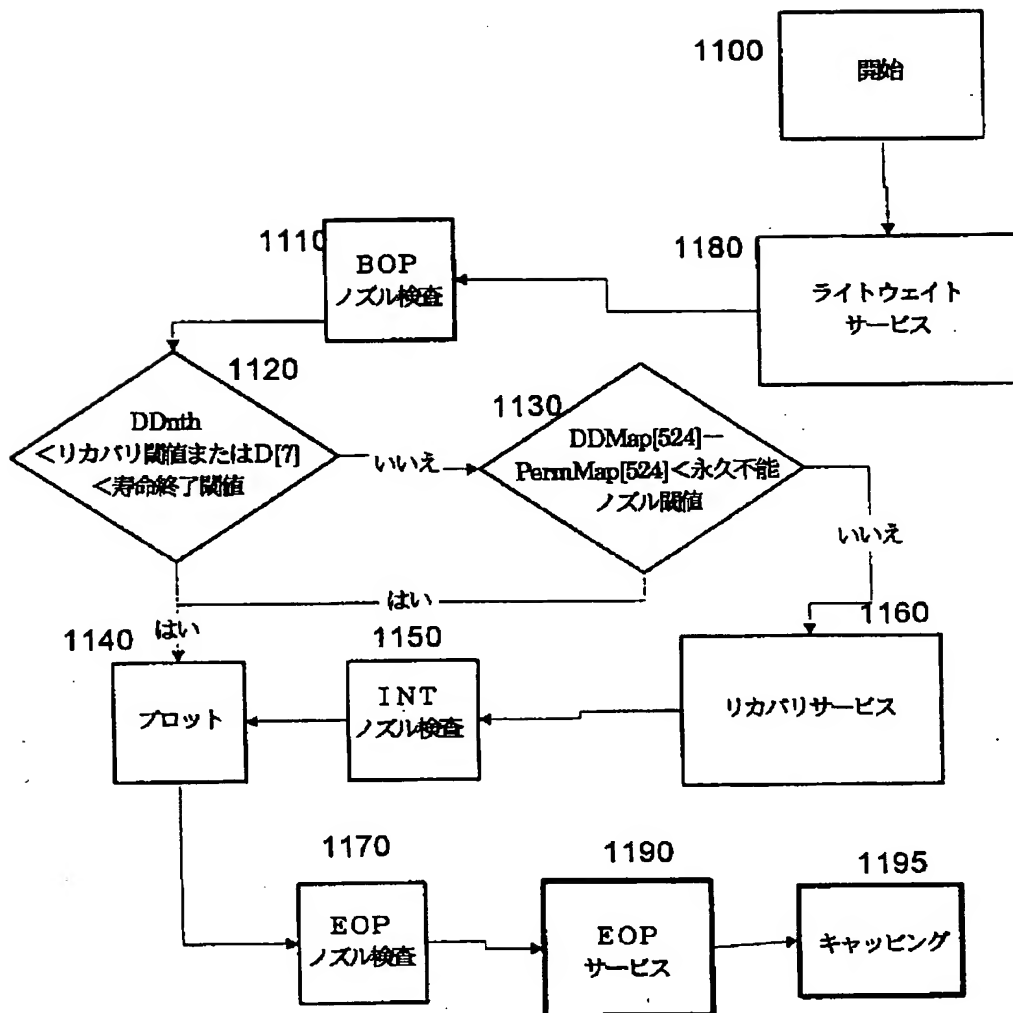 1100
開始
1110
BOP
ノズル検査
1180
ライトウェイト
サービス
1120
DDnth
<リカバリ閾値またはD[7]
<寿命終了閾値
いいえ
1130
DDMap[524]−
PermMap[524]<永久不能
ノズル閾値
いいえ
はい
はい
1140
プロット
1150
INT
ノズル検査
1160
リカバリサービス
1170
EOP
ノズル検査
1190
EOP
サービス
1195
キャッピング